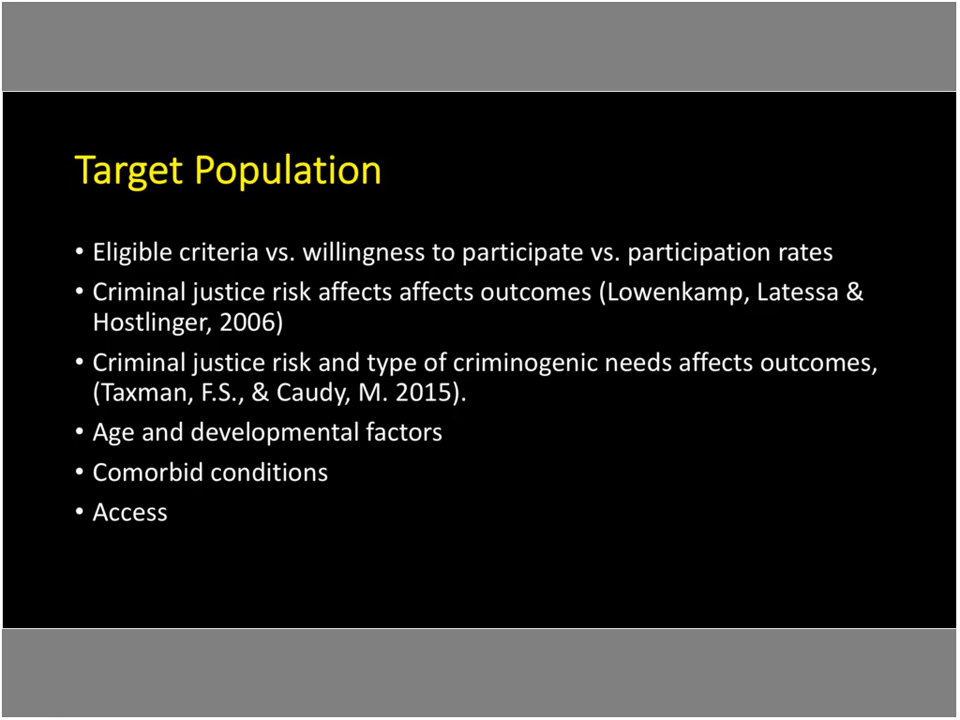 Target Population
• Eligible criteria vs. willingness to participate vs. participation rates
• Criminal justice risk affects affects outcomes (Lowenkamp, Latessa &
Hostlinger, 2006)
• Criminal justice risk and type of criminogenic needs affects outcomes,
(Taxman, F.S., & Caudy, M. 2015).
• Age and developmental factors
• Comorbid conditions
• Access